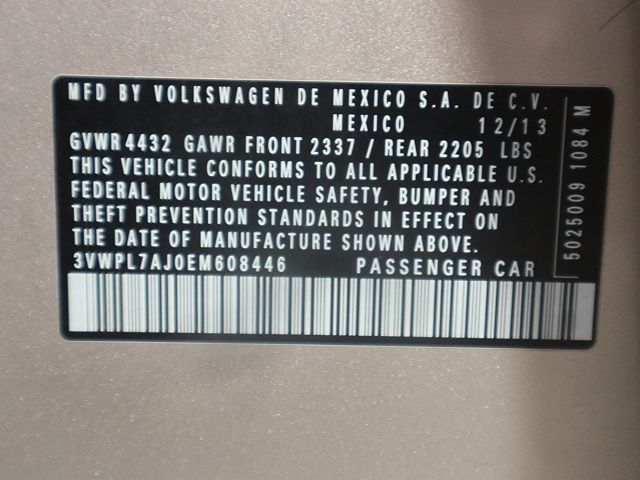 MFD BY VOLKSWAGEN DE MEXICO S.A. DE C.V.
MEXICO 12/13
GVWR 4432 GAWR FRONT 2337 / REAR 2205 LBS
THIS VEHICLE CONFORMS TO ALL APPLICABLE U.S.
FEDERAL MOTOR VEHICLE SAFETY, BUMPER AND
THEFT PREVENTION STANDARDS IN EFFECT ON
THE DATE OF MANUFACTURE SHOWN ABOVE.
3VWPL7AJ0EM608446 PASSENGER CAR
5025009 1084 M